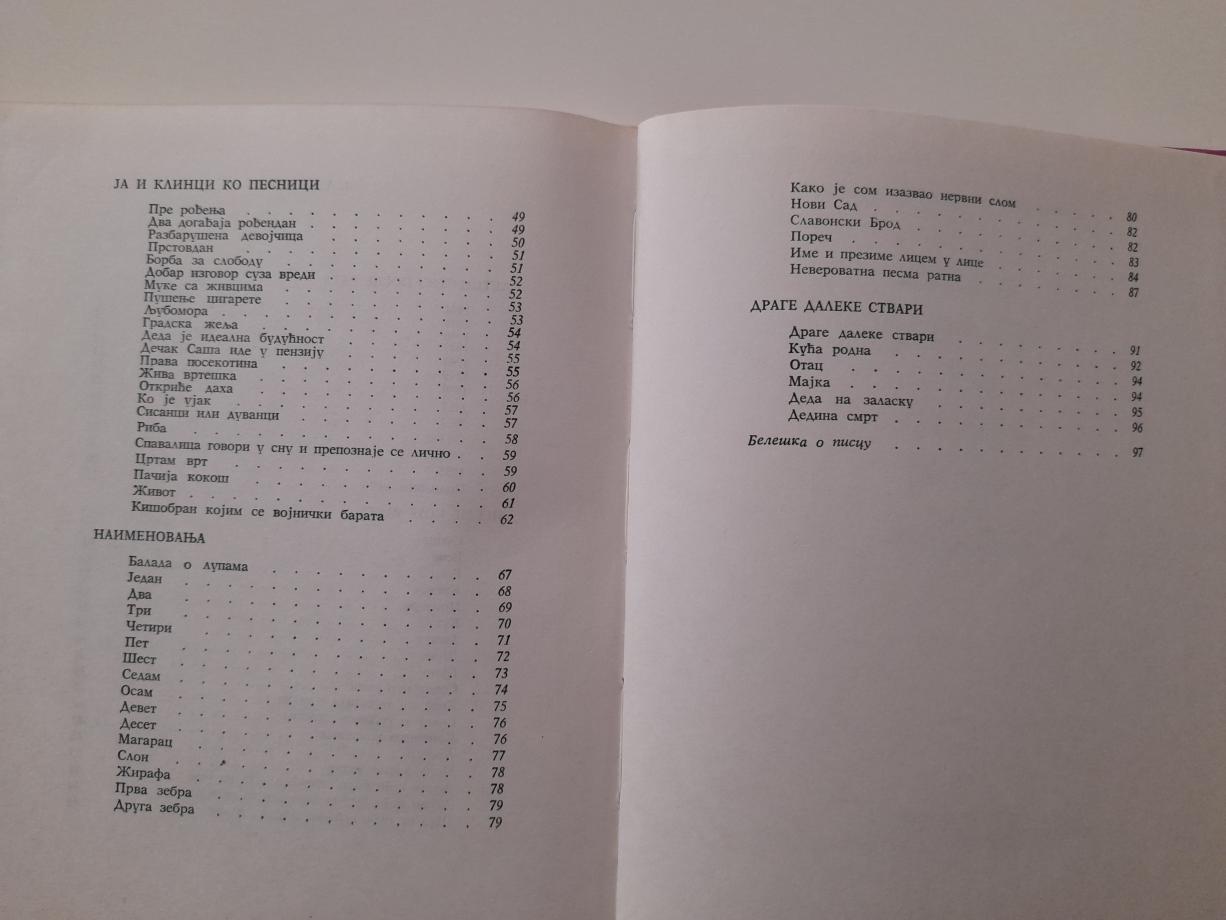 ЈА И КЛИНЦИ КО ПЕСНИЦИ
Пре рођења . . . . . . . . . . 49
Два догађаја рођендан . . . . . . . . 49
Разбарушена девојчица . . . . . . . . 50
Прстовдан . . . . . . . . . . 51
Борба за слободу . . . . . . . . . 51
Добар изговор суза вреди . . . . . . . 52
Муке са живцима . . . . . . . . . 52
Пушење цигарете . . . . . . . . . 53
Љубомора . . . . . . . . . . 53
Градска жеља . . . . . . . . . . 54
Деда је идеална будућност . . . . . . . 54
Дечак Саша иде у пензију . . . . . . . 55
Права посекотина . . . . . . . . . 55
Жива вртешка . . . . . . . . . . 56
Откриће даха . . . . . . . . . . 56
Ко је ујак . . . . . . . . . . 57
Сисанци или дуванци . . . . . . . . 57
Риба . . . . . . . . . . . . 58
Спавалица говори у сну и препознаје се лично . . 59
Цртам врт . . . . . . . . . . 59
Пачија кокош . . . . . . . . . . 60
Живот . . . . . . . . . . . . 61
Кишобран којим се војнички барата . . . . 62
НАИМЕНОВАЊА
Балада о лупама . . . . . . . . . 67
Један . . . . . . . . . . . . 68
Два . . . . . . . . . . . . 69
Три . . . . . . . . . . . . 70
Четири . . . . . . . . . . . 71
Пет . . . . . . . . . . . . 72
Шест . . . . . . . . . . . . 73
Седам . . . . . . . . . . . . 74
Осам . . . . . . . . . . . . 75
Девет . . . . . . . . . . . . 76
Десет . . . . . . . . . . . . 76
Магарац . . . . . . . . . . . 77
Слон . . . . . . . . . . . . 78
Жирафа . . . . . . . . . . . 78
Прва зебра . . . . . . . . . . 79
Друга зебра . . . . . . . . . . 79
Како је сом изазвао нервни слом . . . . 80
Нови Сад . . . . . . . . . . 82
Славонски Брод . . . . . . . . . 82
Пореч . . . . . . . . . . . 83
Име и презиме лицем у лице . . . . . . 84
Невероватна песма ратна . . . . . . . 87
ДРАГЕ ДАЛЕКЕ СТВАРИ
Драге далеке ствари . . . . . . . 91
Кућа родна . . . . . . . . . . 92
Отац . . . . . . . . . . . 94
Мајка . . . . . . . . . . . 94
Деда на заласку . . . . . . . . 95
Дедина смрт . . . . . . . . . . 96
Белешка о писцу . . . . . . . . . 97